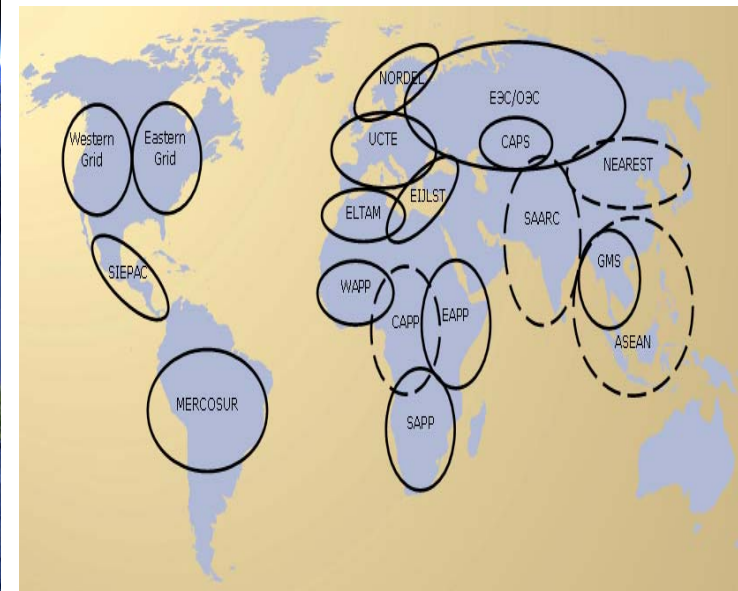 NORDEL
ЕЭС/ОЭС
Western
Grid
Eastern
Grid
UCTE
CAPS
NEAREST
EIJLST
ELTAM
SAARC
SIEPAC
GMS
WAPP
CAPP
EAPP
ASEAN
MERCOSUR
SAPP